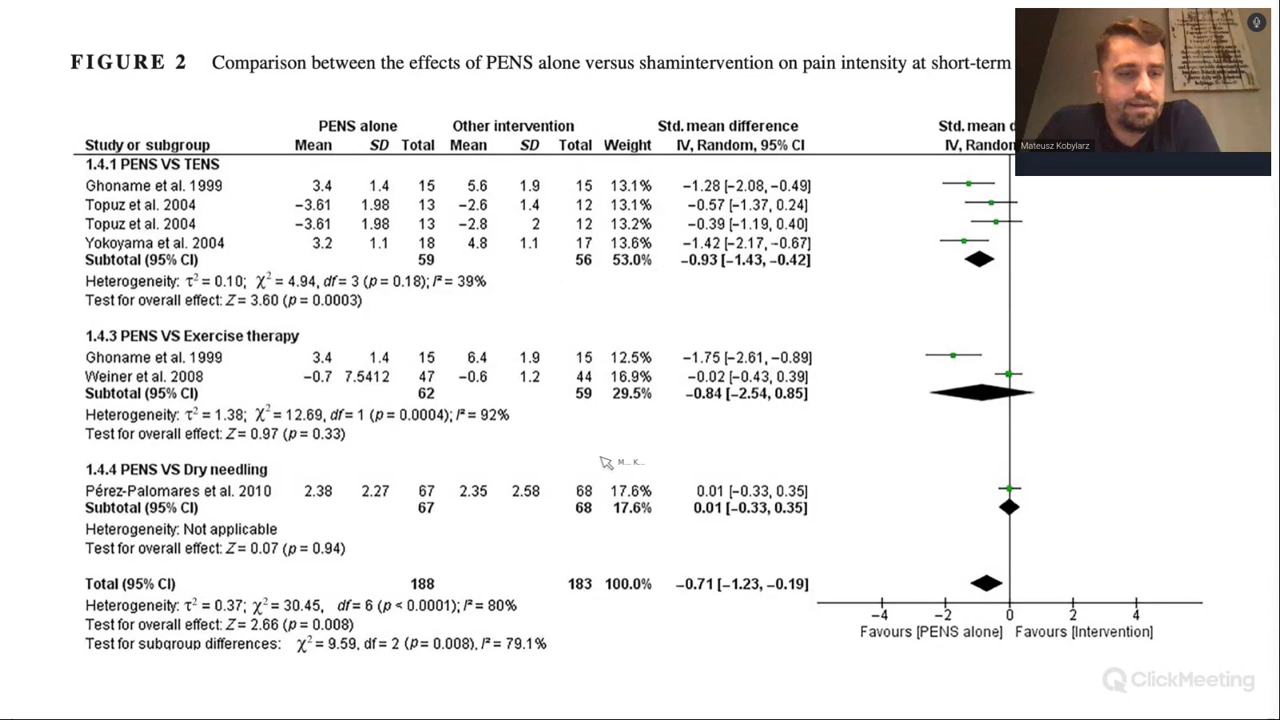 FIGURE 2 Comparison between the effects of PENS alone versus shamintervention on pain intensity at short-term
PENS alone Other intervention Std. mean difference Std. mean d
Study or subgroup Mean SD Total Mean SD Total Weight IV, Random, 95% CI IV, Random
Mateusz Kobylarz
1.4.1 PENS VS TENS
Ghoname et al. 1999 3.4 1.4 15 5.6 1.9 15 13.1% −1.28 [−2.08, −0.49]
Topuz et al. 2004 −3.61 1.98 13 −2.6 1.4 12 13.1% −0.57 [−1.37, 0.24]
Topuz et al. 2004 −3.61 1.98 13 −2.8 2 12 13.2% −0.39 [−1.19, 0.40]
Yokoyama et al. 2004 3.2 1.1 18 4.8 1.1 17 13.6% −1.42 [−2.17, −0.67]
Subtotal (95% CI) 59 56 53.0% −0.93 [−1.43, −0.42]
Heterogeneity: τ² = 0.10; χ² = 4.94, df = 3 (p = 0.18); I² = 39%
Test for overall effect: Z = 3.60 (p = 0.0003)
1.4.3 PENS VS Exercise therapy
Ghoname et al. 1999 3.4 1.4 15 6.4 1.9 15 12.5% −1.75 [−2.61, −0.89]
Weiner et al. 2008 −0.7 7.5412 47 −0.6 1.2 44 16.9% −0.02 [−0.43, 0.39]
Subtotal (95% CI) 62 59 29.5% −0.84 [−2.54, 0.85]
Heterogeneity: τ² = 1.38; χ² = 12.69, df = 1 (p = 0.0004); I² = 92%
Test for overall effect: Z = 0.97 (p = 0.33)
M... K...
1.4.4 PENS VS Dry needling
Pérez-Palomares et al. 2010 2.38 2.27 67 2.35 2.58 68 17.6% 0.01 [−0.33, 0.35]
Subtotal (95% CI) 67 68 17.6% 0.01 [−0.33, 0.35]
Heterogeneity: Not applicable
Test for overall effect: Z = 0.07 (p = 0.94)
Total (95% CI) 188 183 100.0% −0.71 [−1.23, −0.19]
Heterogeneity: τ² = 0.37; χ² = 30.45, df = 6 (p < 0.0001); I² = 80%
Test for overall effect: Z = 2.66 (p = 0.008)
Test for subgroup differences: χ² = 9.59, df = 2 (p = 0.008), I² = 79.1%
−4 −2 0 2 4
Favours [PENS alone] Favours [Intervention]
ClickMeeting